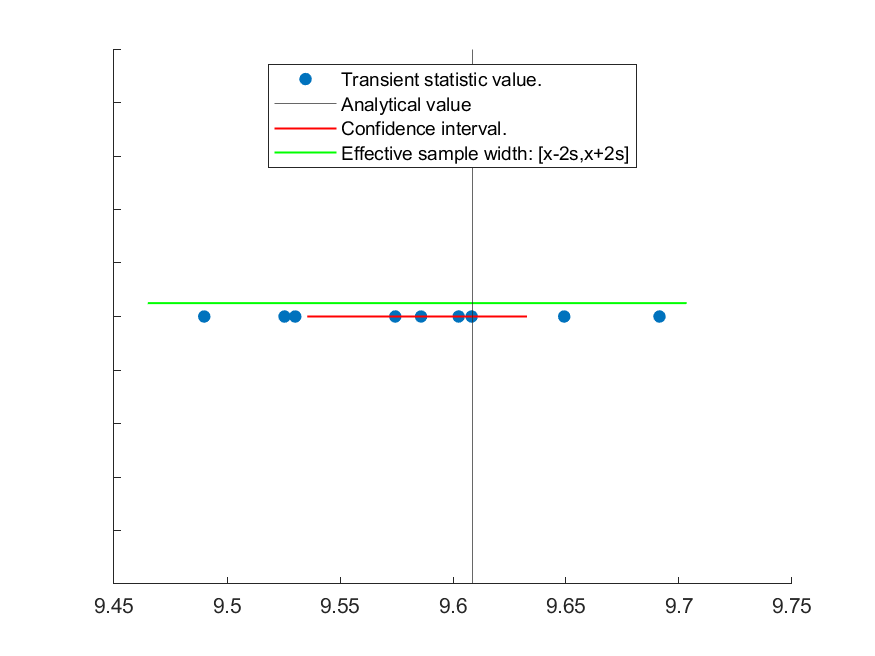 Transient statistic value.
Analytical value
Confidence interval.
Effective sample width: [x-2s,x+2s]
9.45 9.5 9.55 9.6 9.65 9.7 9.75